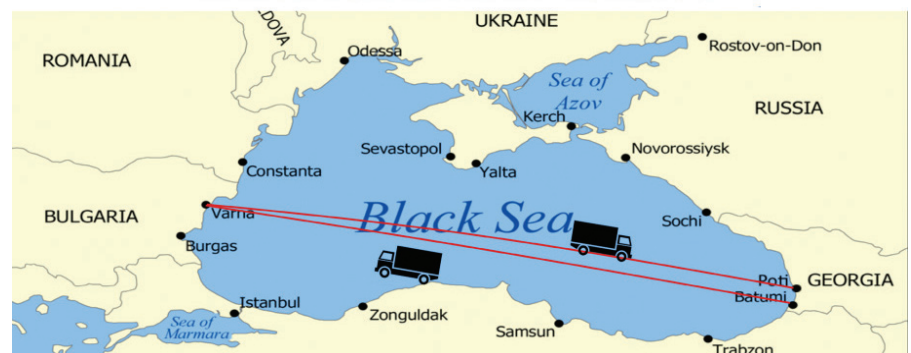 UKRAINE
MOLDOVA
ROMANIA
Odessa
Rostov-on-Don
Sea of
Azov
RUSSIA
Kerch
Sevastopol
Yalta
Novorossiysk
Constanta
BULGARIA
Varna
Black Sea
Sochi
Burgas
Poti
GEORGIA
Batumi
Istanbul
Zonguldak
Sea of
Marmara
Samsun
Trabzon